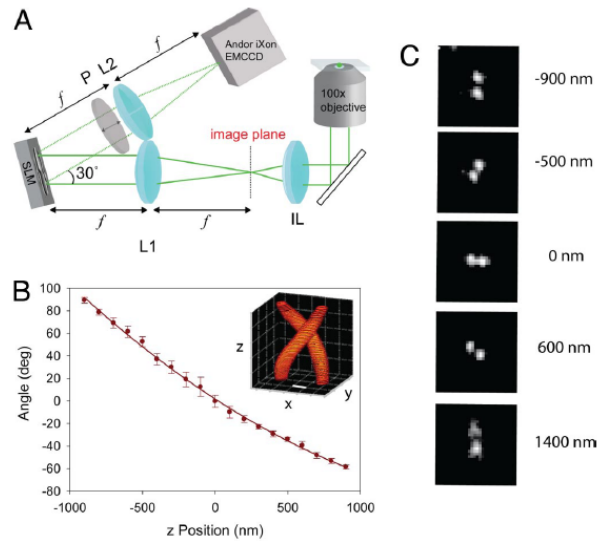 A
P L2
f
Andor iXon
EMCCD
f
SLM
30°
f
f
L1
image plane
IL
100x
objective
B
Angle (deg)
100
80
60
40
20
0
-20
-40
-60
-80
-1000 -500 0 500 1000
z Position (nm)
z
x
y
C
-900 nm
-500 nm
0 nm
600 nm
1400 nm